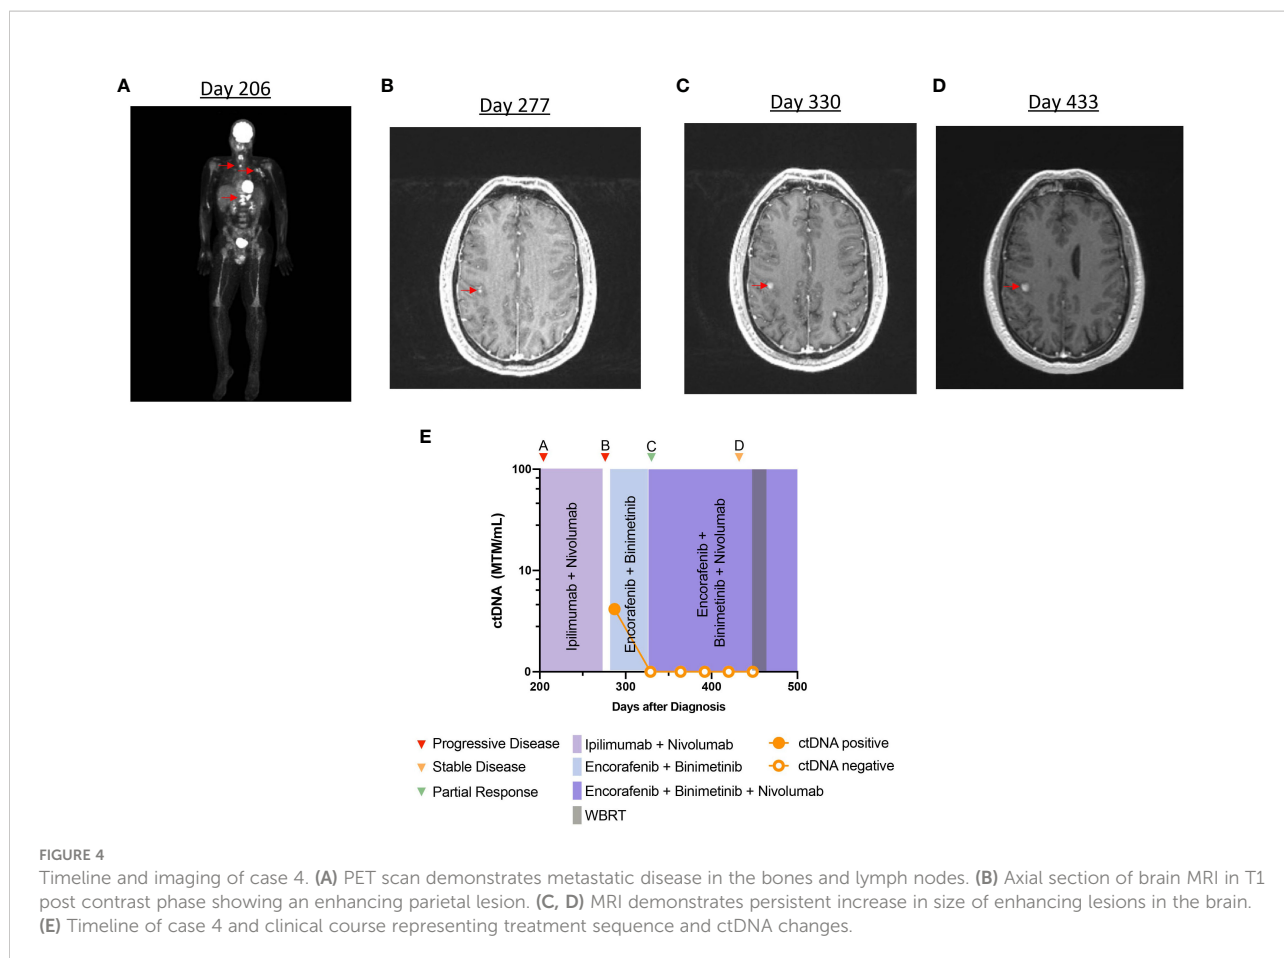 A
Day 206
B
Day 277
C
Day 330
D
Day 433
E
A
B
C
D
100
10
0
ctDNA (MTM/mL)
Ipilimumab + Nivolumab
Encorafenib + Binimetinib
Encorafenib +
Binimetinib + Nivolumab
200
300
400
500
Days after Diagnosis
Progressive Disease
Stable Disease
Partial Response
Ipilimumab + Nivolumab
Encorafenib + Binimetinib
Encorafenib + Binimetinib + Nivolumab
WBRT
ctDNA positive
ctDNA negative
FIGURE 4
Timeline and imaging of case 4. (A) PET scan demonstrates metastatic disease in the bones and lymph nodes. (B) Axial section of brain MRI in T1
post contrast phase showing an enhancing parietal lesion. (C, D) MRI demonstrates persistent increase in size of enhancing lesions in the brain.
(E) Timeline of case 4 and clinical course representing treatment sequence and ctDNA changes.